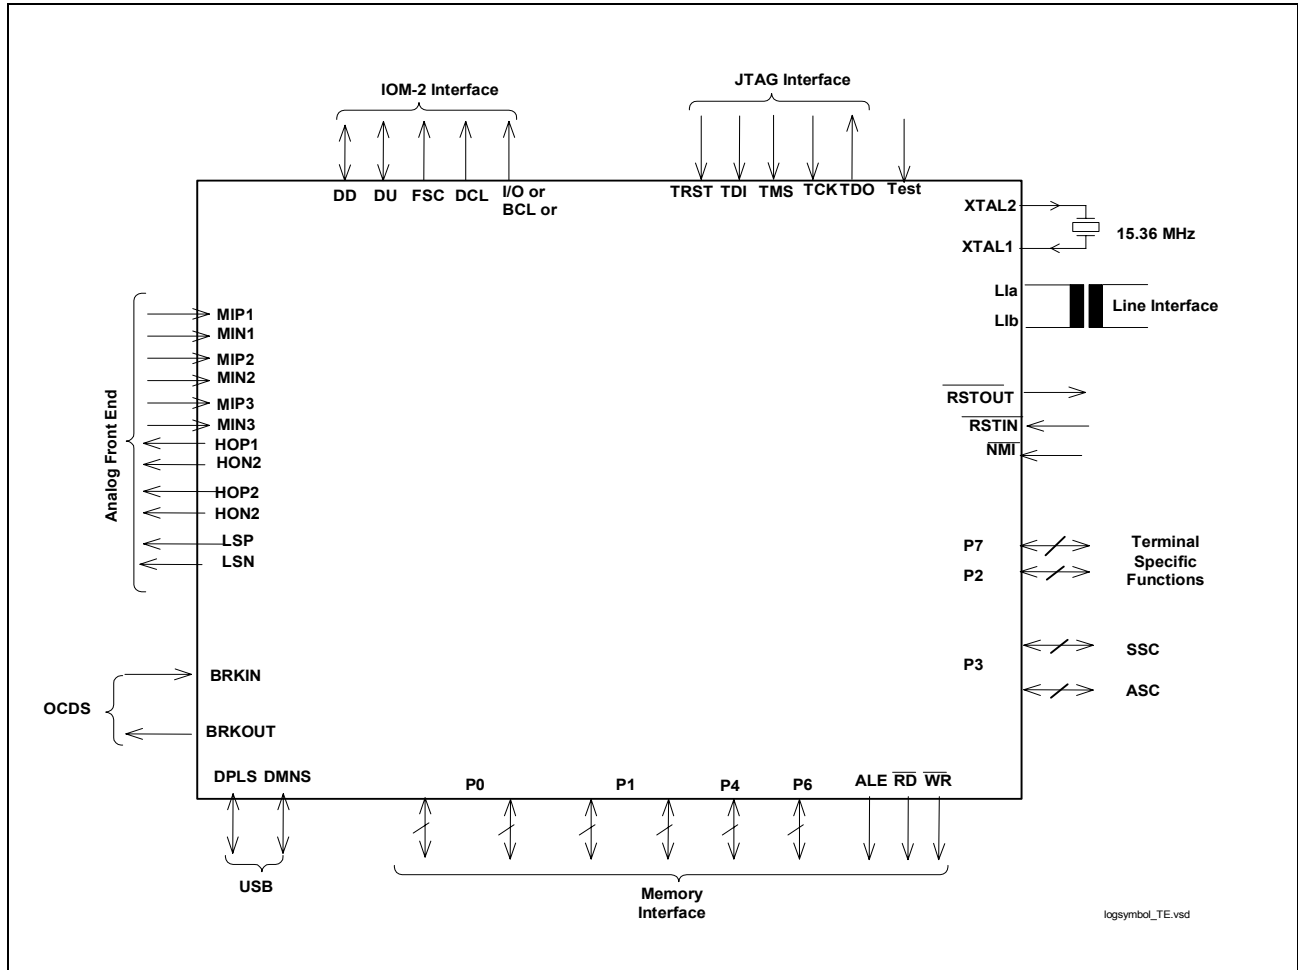 IOM-2 Interface
JTAG Interface
DD DU FSC DCL I/O or
BCL or
TRST TDI TMS TCK TDO Test
XTAL2
15.36 MHz
XTAL1
LIa
Line Interface
LIb
Analog Front End
MIP1
MIN1
MIP2
MIN2
MIP3
MIN3
HOP1
HON2
HOP2
HON2
LSP
LSN
RSTOUT
RSTIN
NMI
P7
P2
Terminal
Specific
Functions
P3
SSC
ASC
OCDS
BRKIN
BRKOUT
DPLS DMNS
P0 P1 P4 P6 ALE RD WR
USB
Memory
Interface
logsymbol_TE.vsd